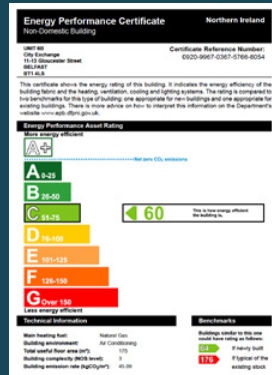 Energy Performance Certificate
Northern Ireland
Non-Domestic Building
UNIT 60
City Exchange
11-13 Gloucester Street
BELFAST
BT1 4LS
Certificate Reference Number:
0920-9967-0367-5766-6054
This certificate shows the energy rating of this building. It indicates the energy efficiency of the
building fabric and the heating, ventilation, cooling and lighting systems. The rating is compared to
two benchmarks for this type of building: one appropriate for new buildings and one appropriate for
existing buildings. There is more advice on how to interpret this information on the Department's
website www.epb.dfpni.gov.uk.
Energy Performance Asset Rating
More energy efficient
A+
Net zero CO₂ emissions
A 0-25
B 26-50
C 51-75
60
This is how energy efficient
the building is.
D 76-100
E 101-125
F 126-150
G Over 150
Less energy efficient
Technical Information
Main heating fuel: Natural Gas
Building environment: Air Conditioning
Total useful floor area (m²): 175
Building complexity (NOS level): 3
Building emission rate (kgCO₂/m²): 45.09
Benchmarks
Buildings similar to this one
could have rating as follows:
If newly built
176
If typical of the
existing stock